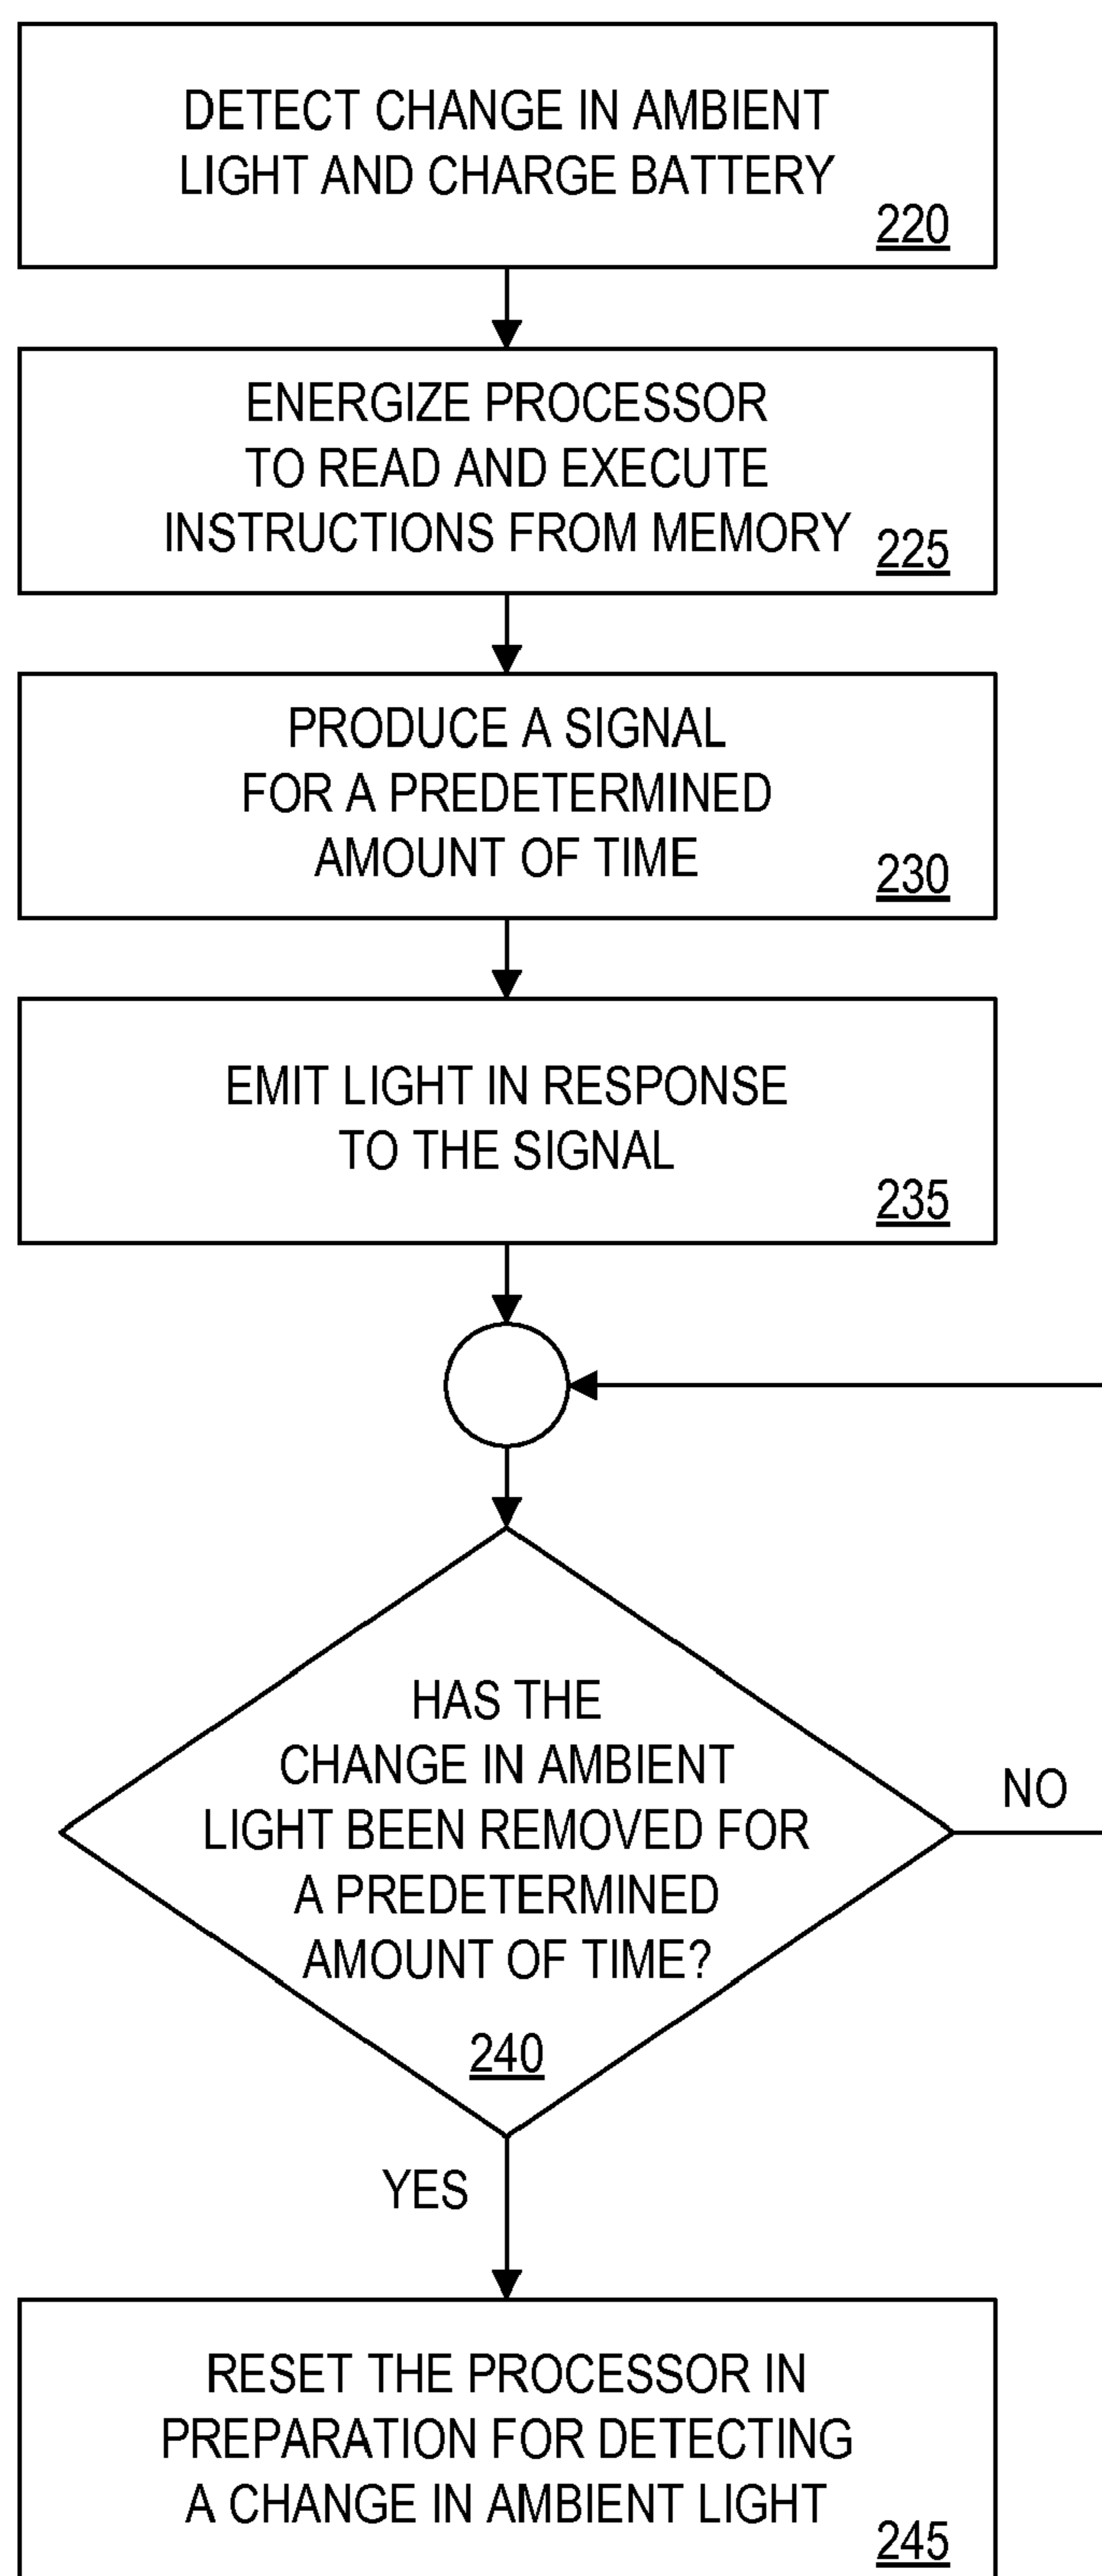 DETECT CHANGE IN AMBIENT
LIGHT AND CHARGE BATTERY
220
ENERGIZE PROCESSOR
TO READ AND EXECUTE
INSTRUCTIONS FROM MEMORY
225
PRODUCE A SIGNAL
FOR A PREDETERMINED
AMOUNT OF TIME
230
EMIT LIGHT IN RESPONSE
TO THE SIGNAL
235
HAS THE
CHANGE IN AMBIENT
LIGHT BEEN REMOVED FOR
A PREDETERMINED
AMOUNT OF TIME?
240
NO
YES
RESET THE PROCESSOR IN
PREPARATION FOR DETECTING
A CHANGE IN AMBIENT LIGHT
245